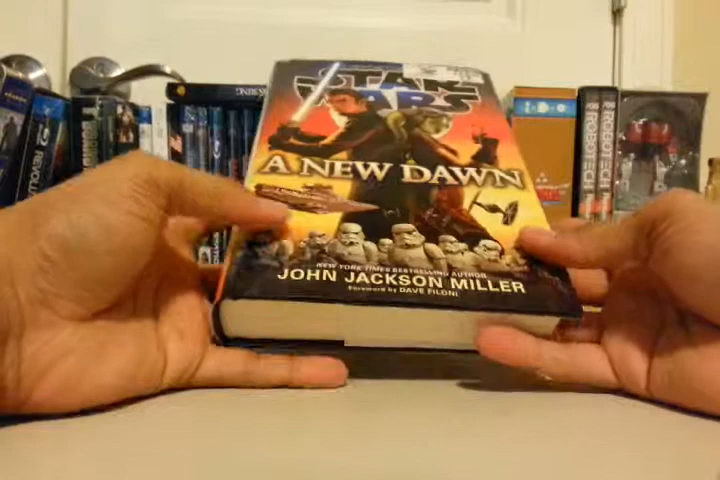 STAR
WARS
A NEW DAWN
NEW YORK TIMES BESTSELLING AUTHOR
JOHN JACKSON MILLER
Foreword by DAVE FILONI
ROBOTECH
ROBOTECH